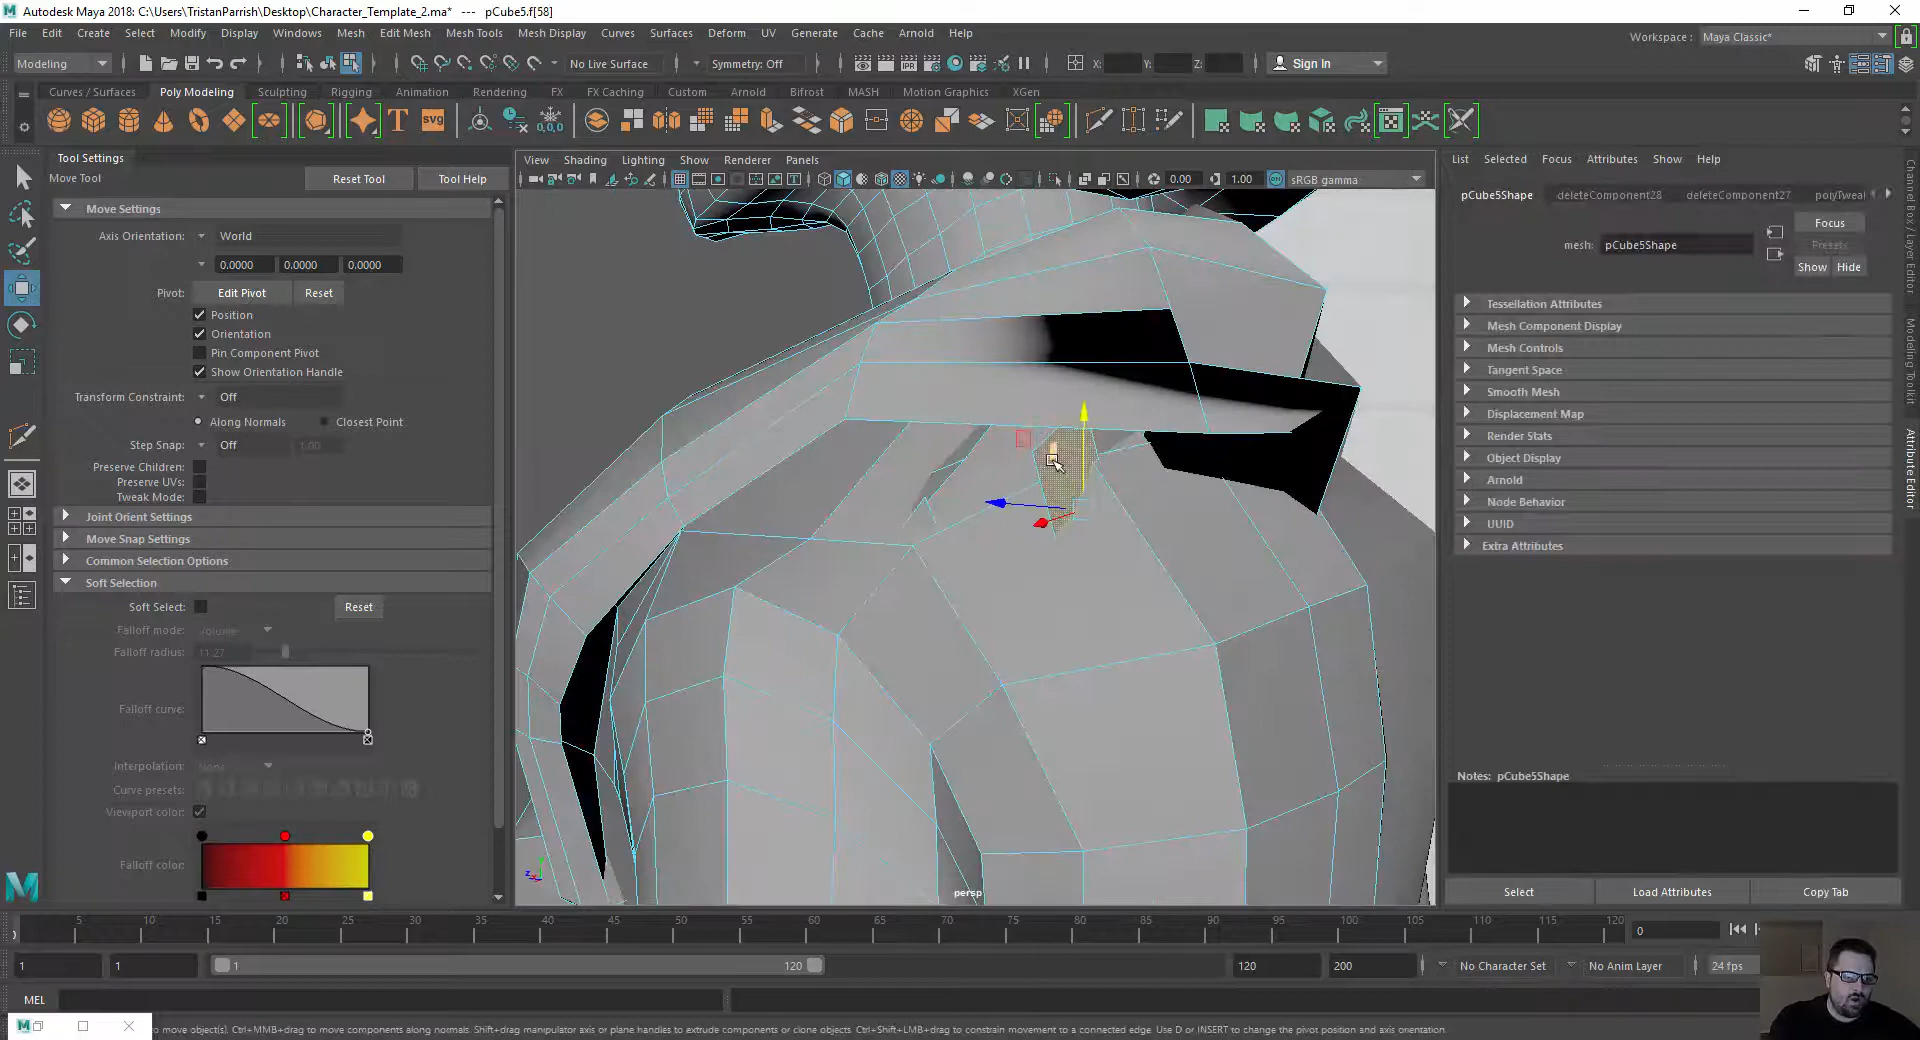 Autodesk Maya 2018: C:\Users\TristanParrish\Desktop\Character_Template_2.ma* --- pCube5.f[58]
File Edit Create Select Modify Display Windows Mesh Edit Mesh Mesh Tools Mesh Display Curves Surfaces Deform UV Generate Cache Arnold Help
Workspace : Maya Classic*
Modeling No Live Surface Symmetry: Off X: Y: Z: Sign In
Curves / Surfaces Poly Modeling Sculpting Rigging Animation Rendering FX FX Caching Custom Arnold Bifrost MASH Motion Graphics XGen
T svg 0,0,0
Tool Settings
Move Tool Reset Tool Tool Help
Move Settings
Axis Orientation: World
0.0000 0.0000 0.0000
Pivot: Edit Pivot Reset
Position
Orientation
Pin Component Pivot
Show Orientation Handle
Transform Constraint: Off
Along Normals Closest Point
Step Snap: Off 1.00
Preserve Children:
Preserve UVs:
Tweak Mode:
Joint Orient Settings
Move Snap Settings
Common Selection Options
Soft Selection
Soft Select: Reset
Falloff mode: Volume
Falloff radius: 11.27
Falloff curve:
Interpolation: None
Curve presets:
Viewport color:
Falloff color:
View Shading Lighting Show Renderer Panels
0.00 1.00 sRGB gamma
persp
List Selected Focus Attributes Show Help
pCube5Shape deleteComponent28 deleteComponent27 polyTweak
Focus
mesh: pCube5Shape Presets
Show Hide
Tessellation Attributes
Mesh Component Display
Mesh Controls
Tangent Space
Smooth Mesh
Displacement Map
Render Stats
Object Display
Arnold
Node Behavior
UUID
Extra Attributes
Notes: pCube5Shape
Select Load Attributes Copy Tab
Channel Box / Layer Editor
Modeling Toolkit
Attribute Editor
5 10 15 20 25 30 35 40 45 50 55 60 65 70 75 80 85 90 95 100 105 110 115 120
0
1 1 1 120 120 200 No Character Set No Anim Layer 24 fps
MEL
to move object(s). Ctrl+MMB+drag to move components along normals. Shift+drag manipulator axis or plane handles to extrude components or clone objects. Ctrl+Shift+LMB+drag to constrain movement to a connected edge. Use D or INSERT to change the pivot position and axis orientation.